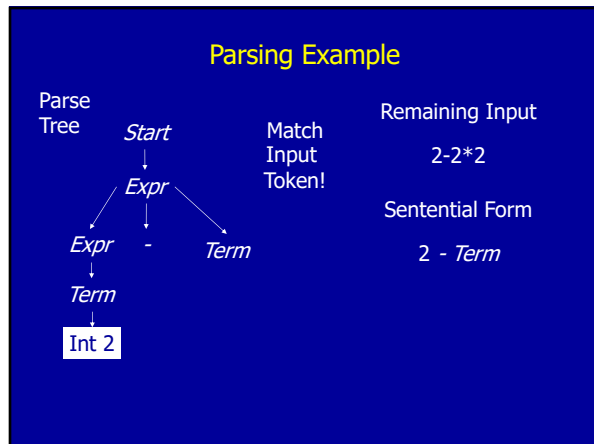 Parsing Example
Parse
Tree
Start
Expr
Expr - Term
Term
Int 2
Match
Input
Token!
Remaining Input
2-2*2
Sentential Form
2 - Term